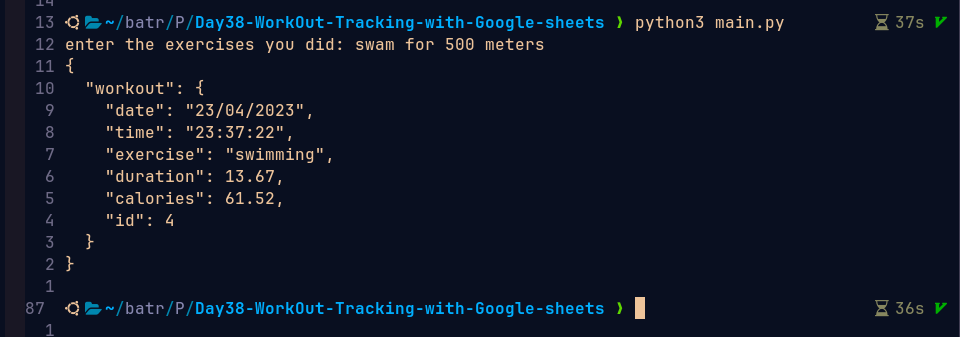 14
13 ~/batr/P/Day38-WorkOut-Tracking-with-Google-sheets ❯ python3 main.py 37s
12 enter the exercises you did: swam for 500 meters
11 {
10 "workout": {
9 "date": "23/04/2023",
8 "time": "23:37:22",
7 "exercise": "swimming",
6 "duration": 13.67,
5 "calories": 61.52,
4 "id": 4
3 }
2 }
1
87 ~/batr/P/Day38-WorkOut-Tracking-with-Google-sheets ❯ 36s
1